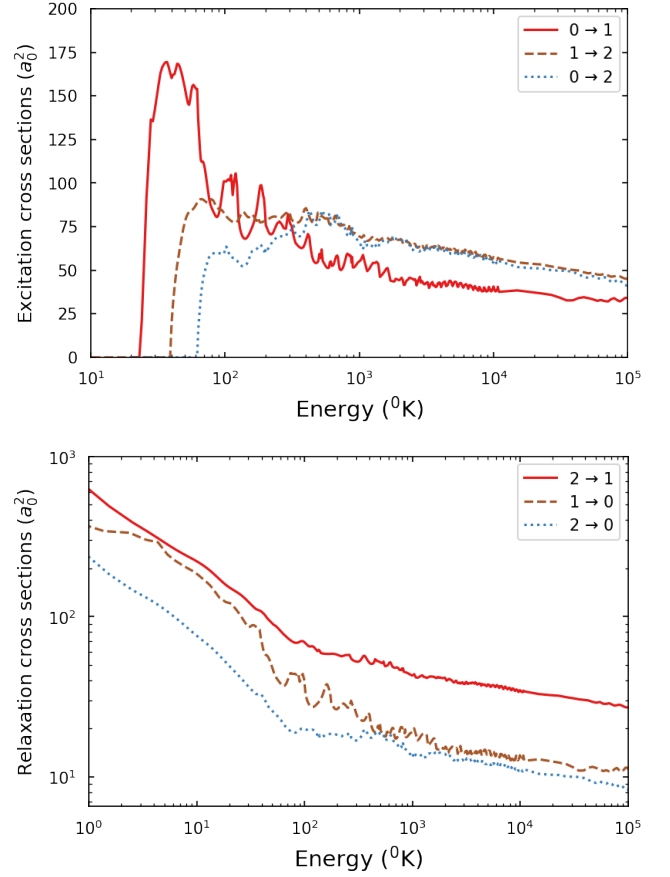 200
175
150
125
100
75
50
25
0
Excitation cross sections (a₀²)
0 → 1
1 → 2
0 → 2
10¹ 10² 10³ 10⁴ 10⁵
Energy (⁰K)
10³
10²
10¹
Relaxation cross sections (a₀²)
2 → 1
1 → 0
2 → 0
10⁰ 10¹ 10² 10³ 10⁴ 10⁵
Energy (⁰K)